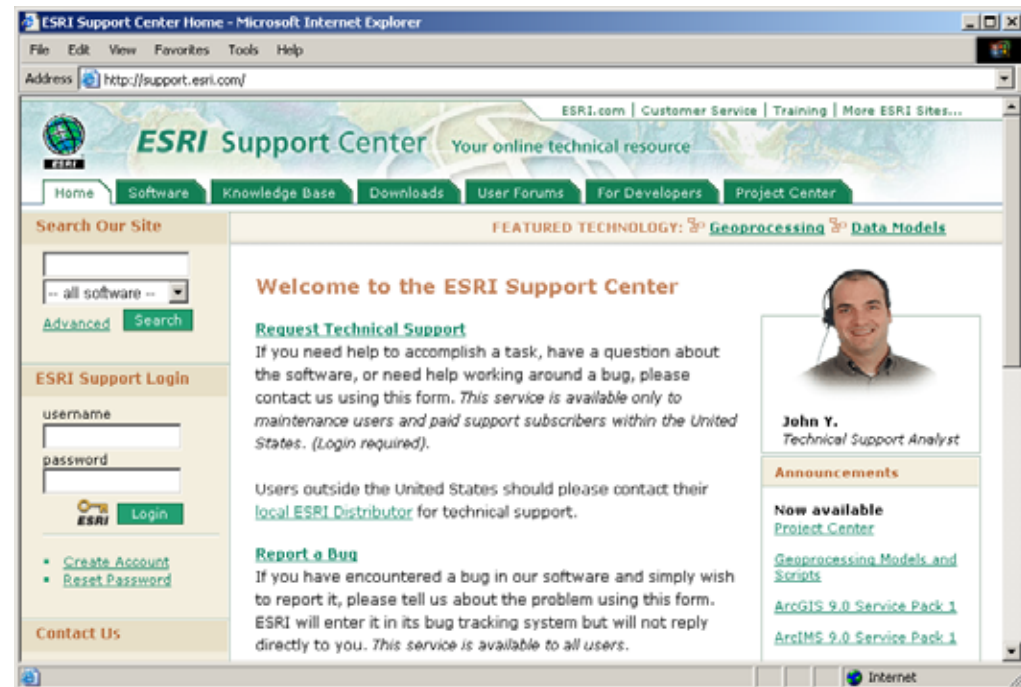 ESRI Support Center Home - Microsoft Internet Explorer
File Edit View Favorites Tools Help
Address http://support.esri.com/
ESRI.com | Customer Service | Training | More ESRI Sites...
ESRI
ESRI Support Center Your online technical resource
Home Software Knowledge Base Downloads User Forums For Developers Project Center
Search Our Site
FEATURED TECHNOLOGY: Geoprocessing Data Models
-- all software --
Advanced Search
ESRI Support Login
username
password
ESRI Login
• Create Account
• Reset Password
Contact Us
Welcome to the ESRI Support Center
Request Technical Support
If you need help to accomplish a task, have a question about
the software, or need help working around a bug, please
contact us using this form. This service is available only to
maintenance users and paid support subscribers within the United
States. (Login required).
Users outside the United States should please contact their
local ESRI Distributor for technical support.
Report a Bug
If you have encountered a bug in our software and simply wish
to report it, please tell us about the problem using this form.
ESRI will enter it in its bug tracking system but will not reply
directly to you. This service is available to all users.
John Y.
Technical Support Analyst
Announcements
Now available
Project Center
Geoprocessing Models and
Scripts
ArcGIS 9.0 Service Pack 1
ArcIMS 9.0 Service Pack 1
Internet